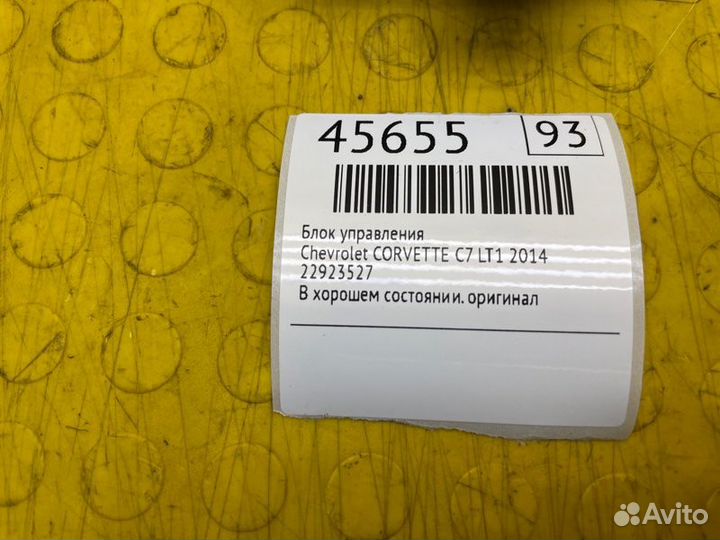 45655 93
Блок управления
Chevrolet CORVETTE C7 LT1 2014
22923527
В хорошем состоянии. оригинал
Avito